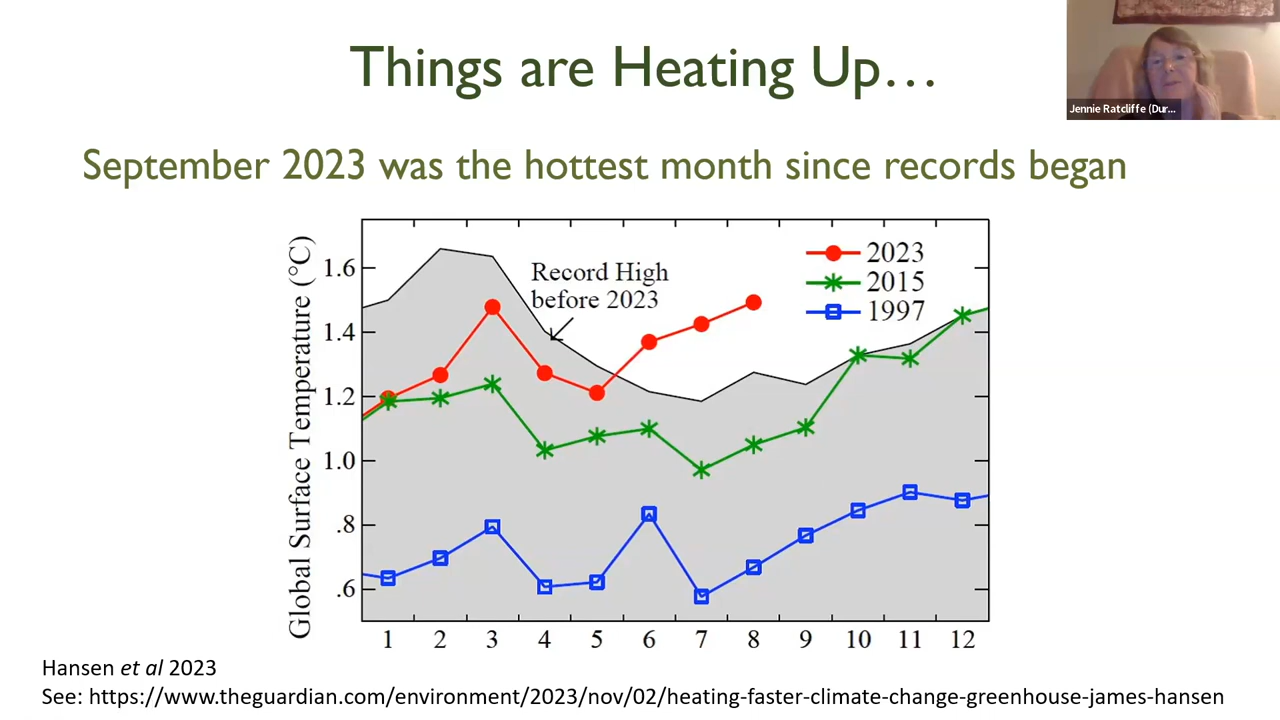 Things are Heating Up…
Jennie Ratcliffe (Dur...
September 2023 was the hottest month since records began
Global Surface Temperature (°C)
1.6
1.4
1.2
1.0
.8
.6
Record High
before 2023
2023
2015
1997
1 2 3 4 5 6 7 8 9 10 11 12
Hansen et al 2023
See: https://www.theguardian.com/environment/2023/nov/02/heating-faster-climate-change-greenhouse-james-hansen